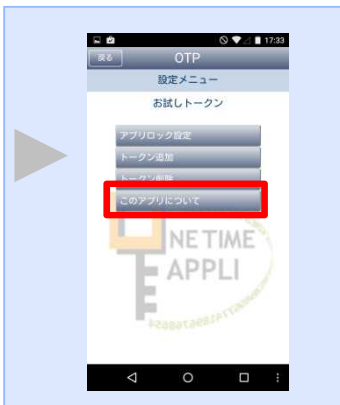 17:33
戻る
OTP
設定メニュー
お試しトークン
アプリロック設定
トークン追加
トークン削除
このアプリについて
NE TIME
APPLI